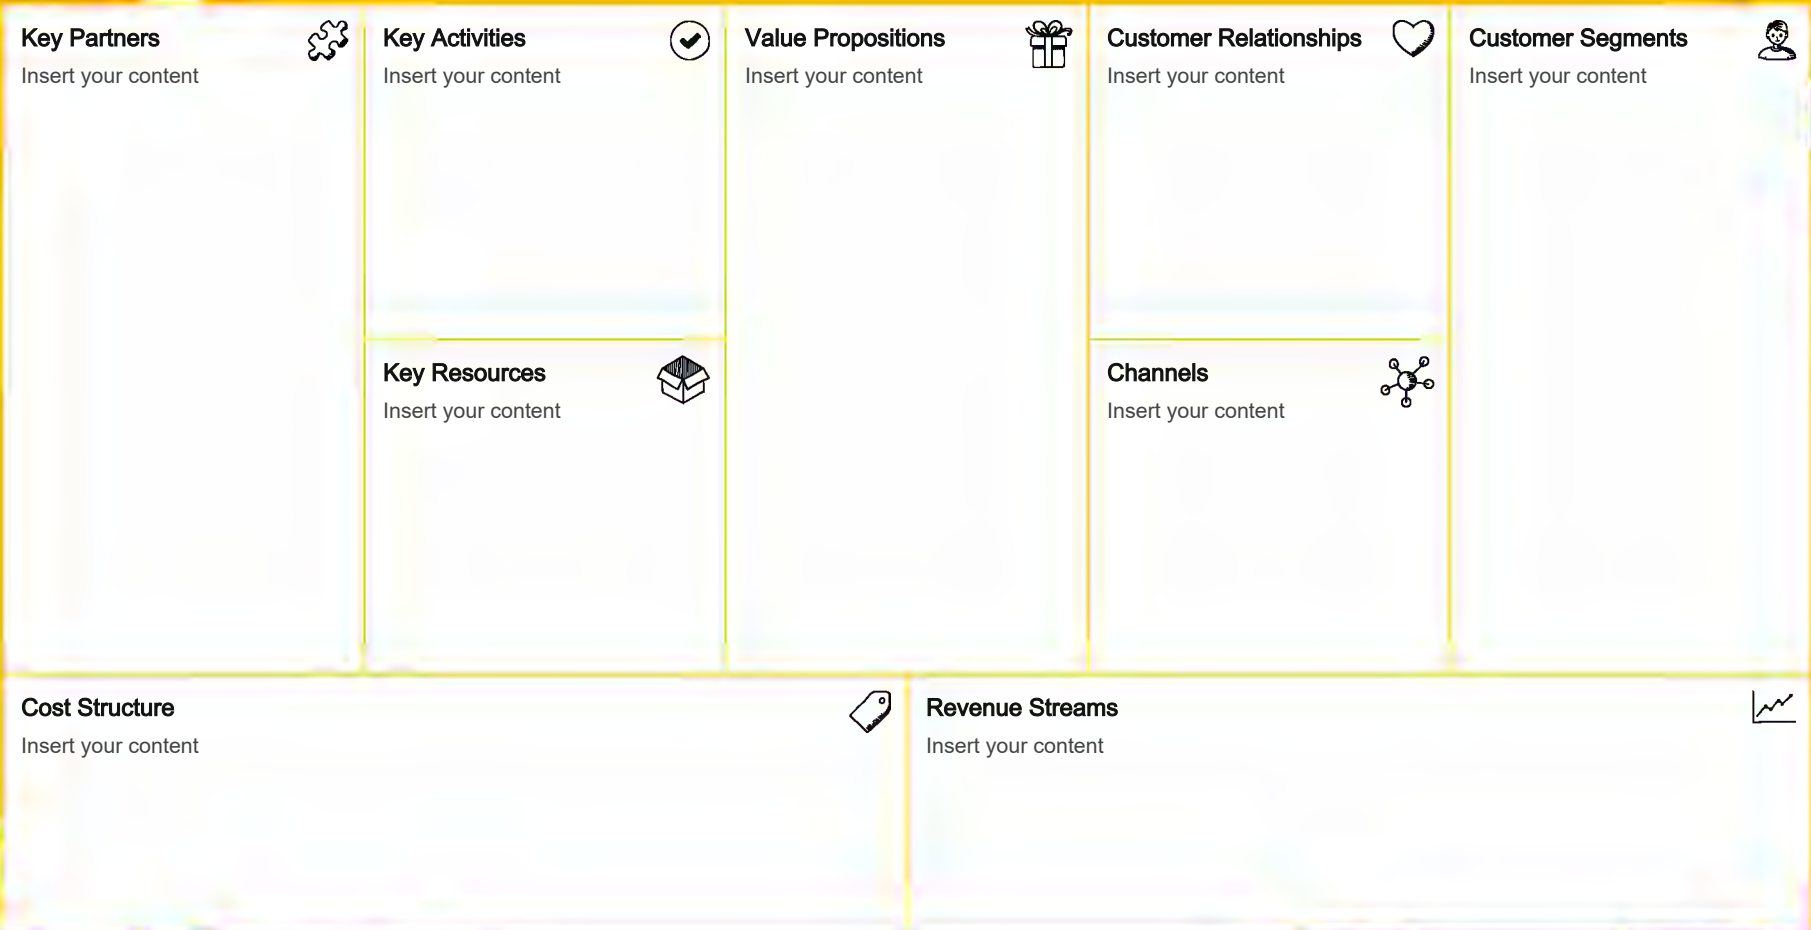 Key Partners
Insert your content
Key Activities
Insert your content
Key Resources
Insert your content
Value Propositions
Insert your content
Customer Relationships
Insert your content
Channels
Insert your content
Customer Segments
Insert your content
Cost Structure
Insert your content
Revenue Streams
Insert your content